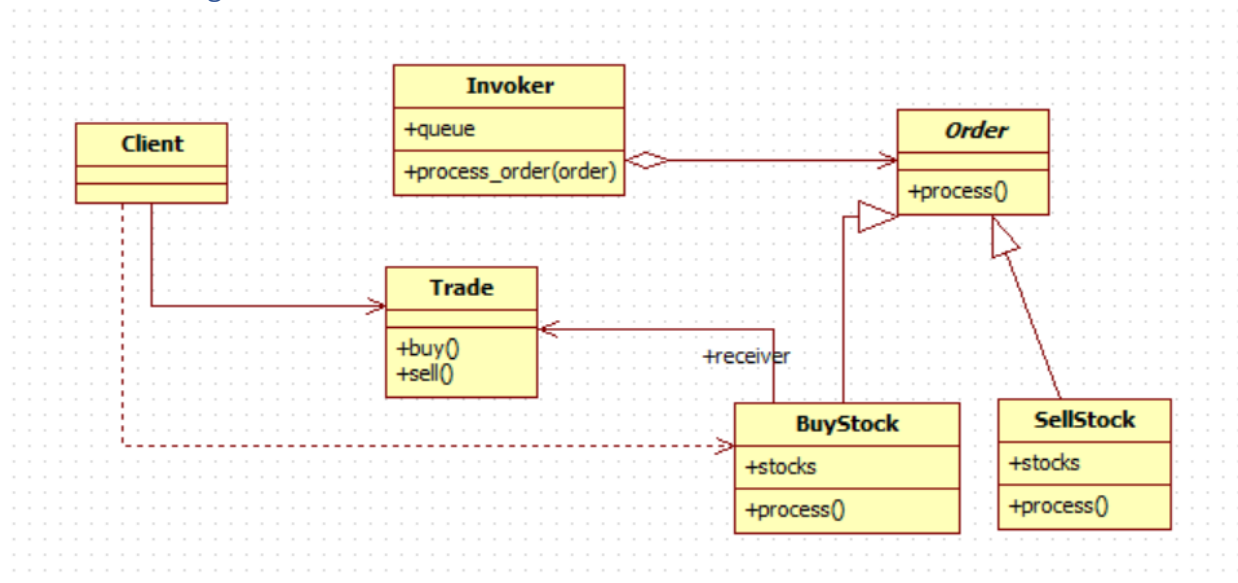 Invoker
+queue
+process_order(order)
Client
Order
+process()
Trade
+buy()
+sell()
+receiver
BuyStock
+stocks
+process()
SellStock
+stocks
+process()